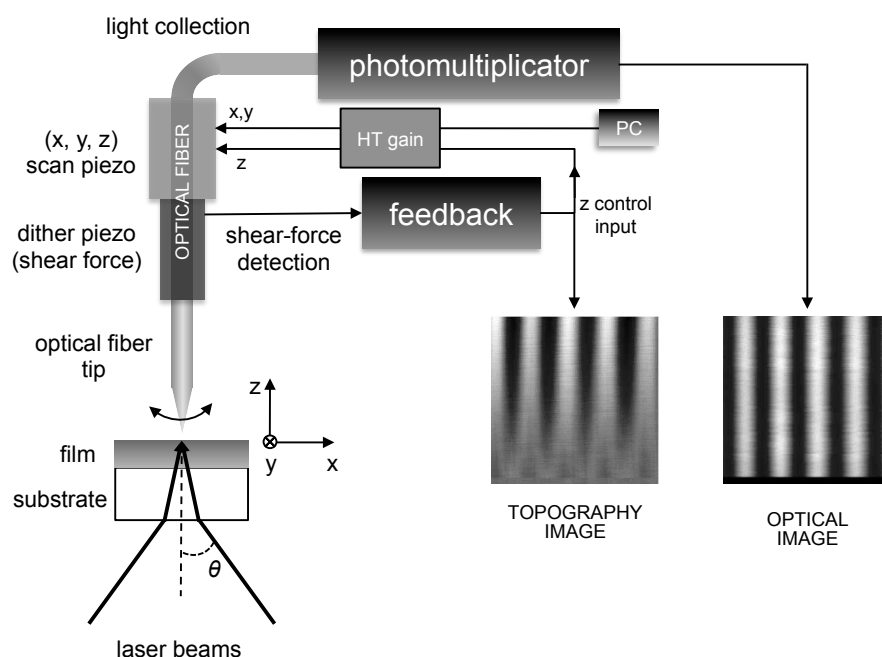 light collection
photomultiplicator
x,y
PC
HT gain
(x, y, z)
scan piezo
z
OPTICAL FIBER
feedback
z control
input
dither piezo
(shear force)
shear-force
detection
optical fiber
tip
z
film
y
x
substrate
TOPOGRAPHY
IMAGE
OPTICAL
IMAGE
θ
laser beams